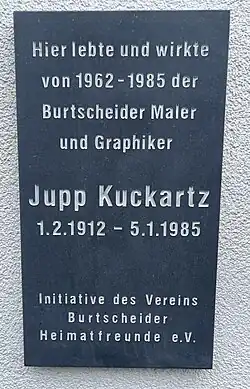 Hier lebte und wirkte
von 1962-1985 der
Burtscheider Maler
und Graphiker
Jupp Kuckartz
1.2.1912 – 5.1.1985
Initiative des Vereins
Burtscheider
Heimatfreunde e.V.